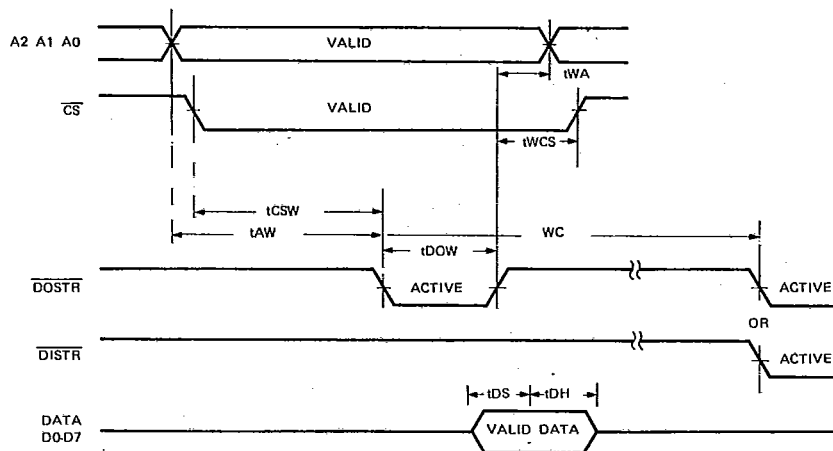 A2 A1 A0
VALID
tWA
CS
VALID
tWCS
tCSW
tAW
WC
tDOW
DOSTR
ACTIVE
ACTIVE
OR
DISTR
ACTIVE
tDS
tDH
DATA
D0-D7
VALID DATA